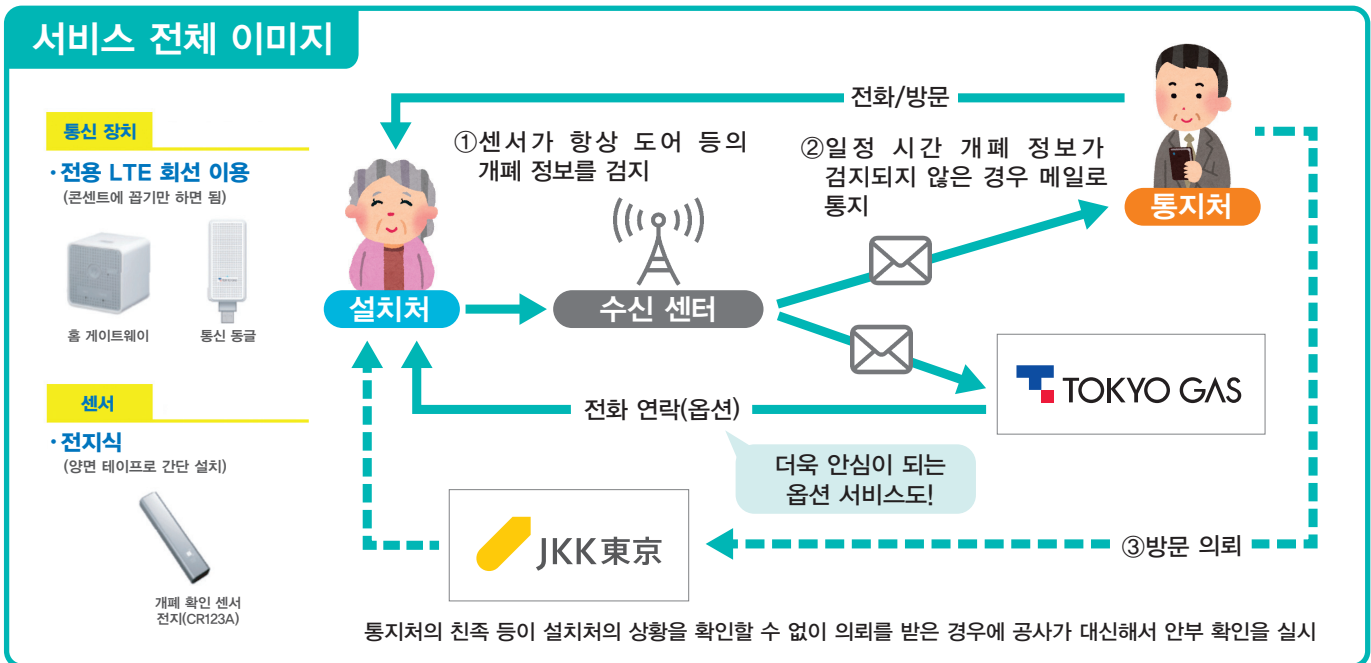 서비스 전체 이미지
통신 장치
·전용 LTE 회선 이용
(콘센트에 꼽기만 하면 됨)
홈 게이트웨이
통신 동글
센서
·전지식
(양면 테이프로 간단 설치)
개폐 확인 센서
전지(CR123A)
전화/방문
①센서가 항상 도어 등의
개폐 정보를 검지
②일정 시간 개폐 정보가
검지되지 않은 경우 메일로
통지
통지처
설치처
수신 센터
TOKYO GAS
전화 연락(옵션)
더욱 안심이 되는
옵션 서비스도!
JKK東京
③방문 의뢰
통지처의 친족 등이 설치처의 상황을 확인할 수 없이 의뢰를 받은 경우에 공사가 대신해서 안부 확인을 실시